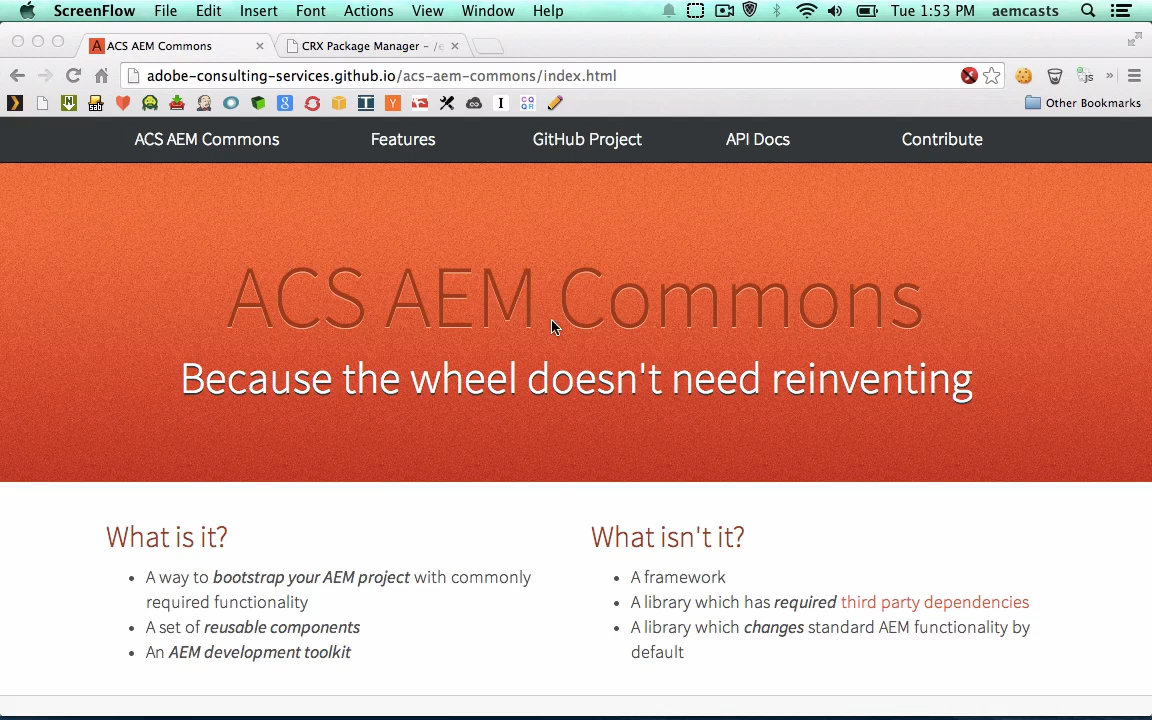 ScreenFlow File Edit Insert Font Actions View Window Help Tue 1:53 PM aemcasts
ACS AEM Commons CRX Package Manager - /e
adobe-consulting-services.github.io/acs-aem-commons/index.html
Other Bookmarks
ACS AEM Commons Features GitHub Project API Docs Contribute
ACS AEM Commons
Because the wheel doesn't need reinventing
What is it?
• A way to bootstrap your AEM project with commonly
required functionality
• A set of reusable components
• An AEM development toolkit
What isn't it?
• A framework
• A library which has required third party dependencies
• A library which changes standard AEM functionality by
default